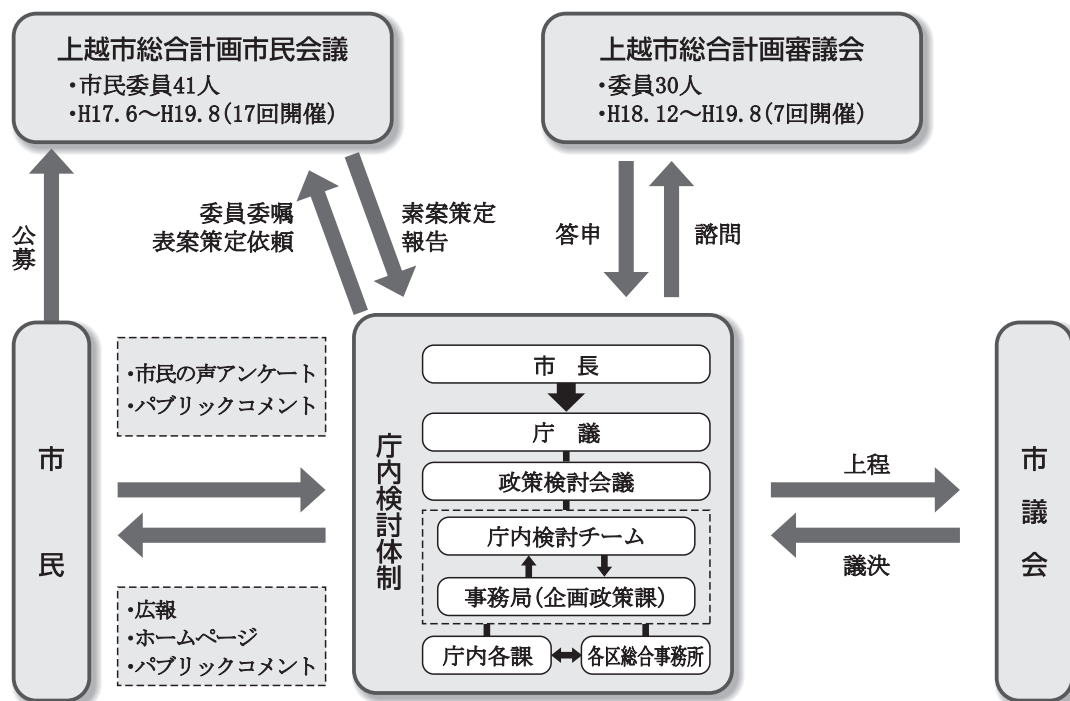 上越市総合計画市民会議
・市民委員41人
・H17.6～H19.8(17回開催)
上越市総合計画審議会
・委員30人
・H18.12～H19.8(7回開催)
公募
委員委嘱
表案策定依頼
素案策定
報告
答申
諮問
市民
・市民の声アンケート
・パブリックコメント
・広報
・ホームページ
・パブリックコメント
庁内検討体制
市長
庁議
政策検討会議
庁内検討チーム
事務局(企画政策課)
庁内各課
各区総合事務所
上程
議決
市議会